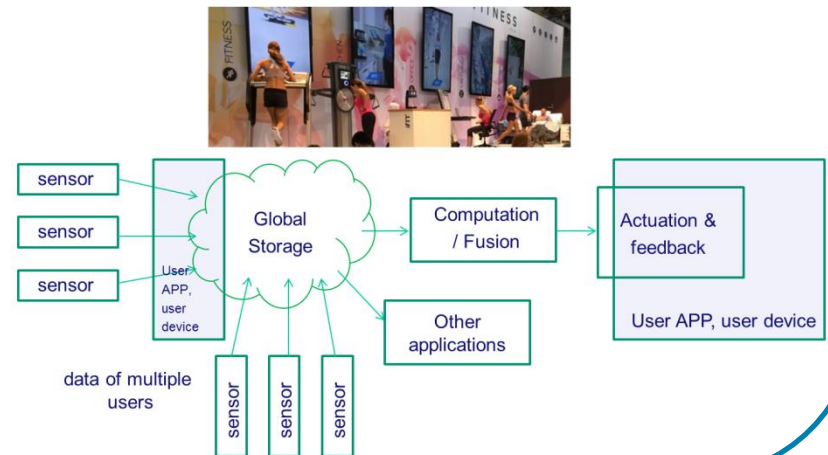 FITNESS
FITNESS
iFIT
sensor
sensor
sensor
User
APP,
user
device
Global
Storage
Computation
/ Fusion
Actuation &
feedback
User APP, user device
Other
applications
data of multiple
users
sensor
sensor
sensor